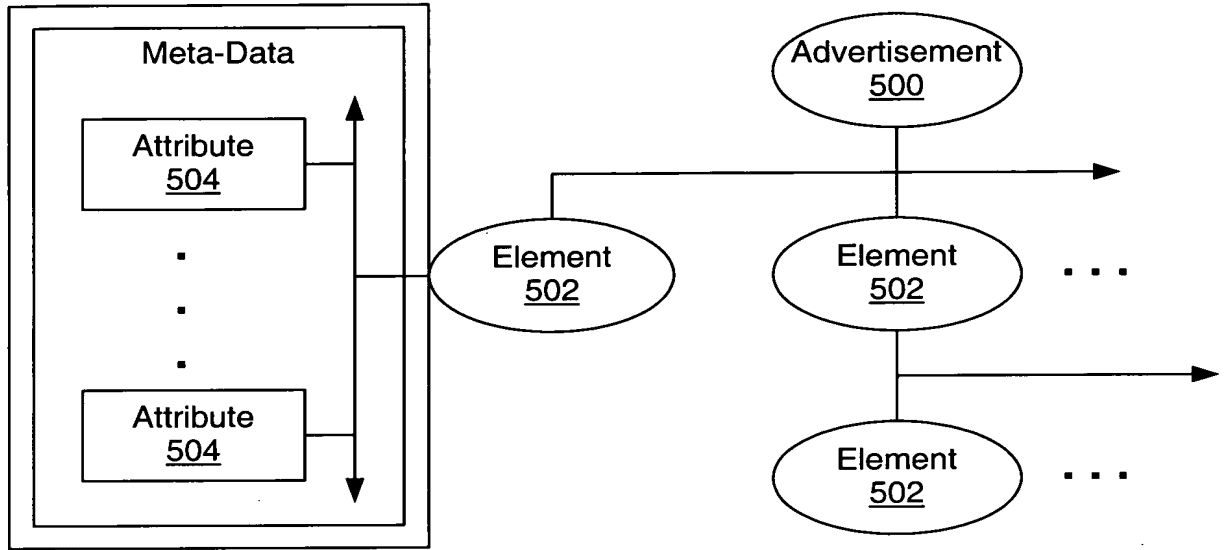 Meta-Data
Attribute
504
Attribute
504
Element
502
Advertisement
500
Element
502
Element
502